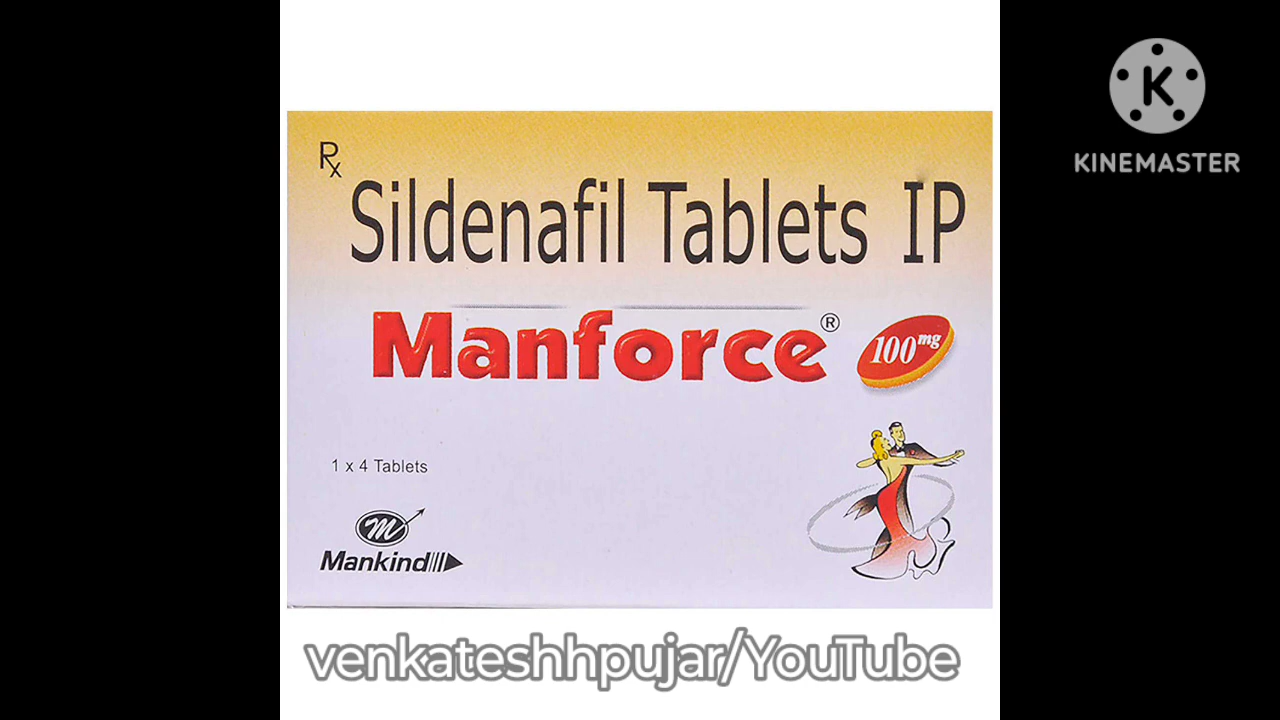 K
KINEMASTER
Rx
Sildenafil Tablets IP
Manforce®
100mg
1 x 4 Tablets
m
Mankind
venkateshhpujar/YouTube